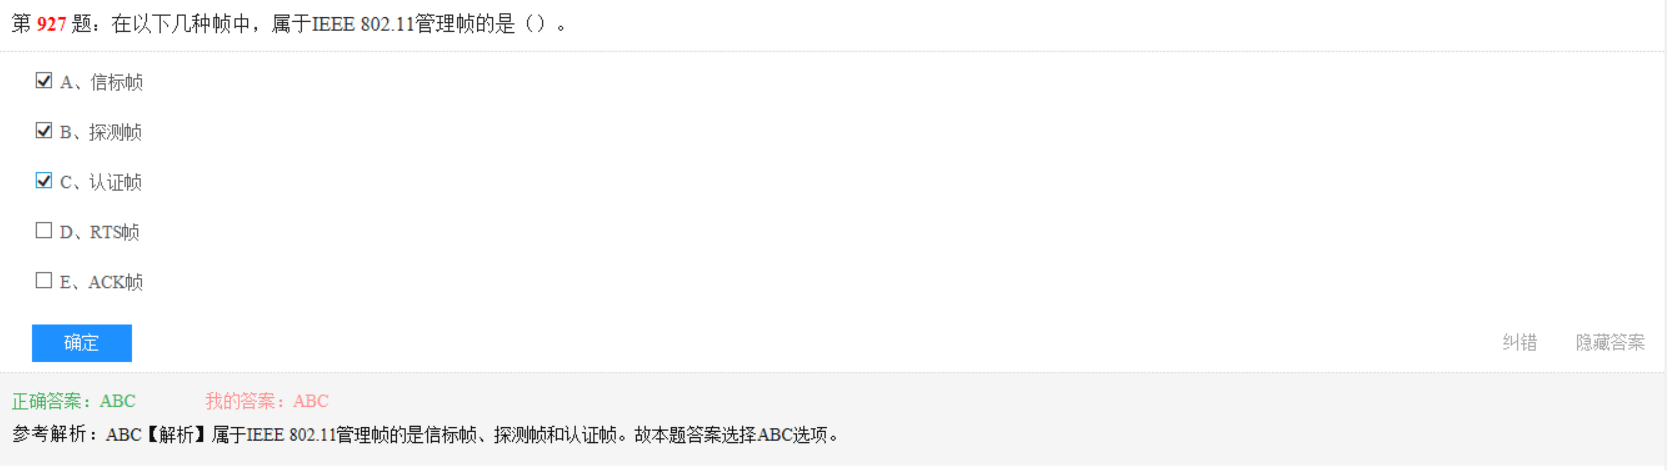 第 927 题：在以下几种帧中，属于IEEE 802.11管理帧的是（）。
A、信标帧
B、探测帧
C、认证帧
D、RTS帧
E、ACK帧
确定 纠错 隐藏答案
正确答案：ABC 我的答案：ABC
参考解析：ABC【解析】属于IEEE 802.11管理帧的是信标帧、探测帧和认证帧。故本题答案选择ABC选项。